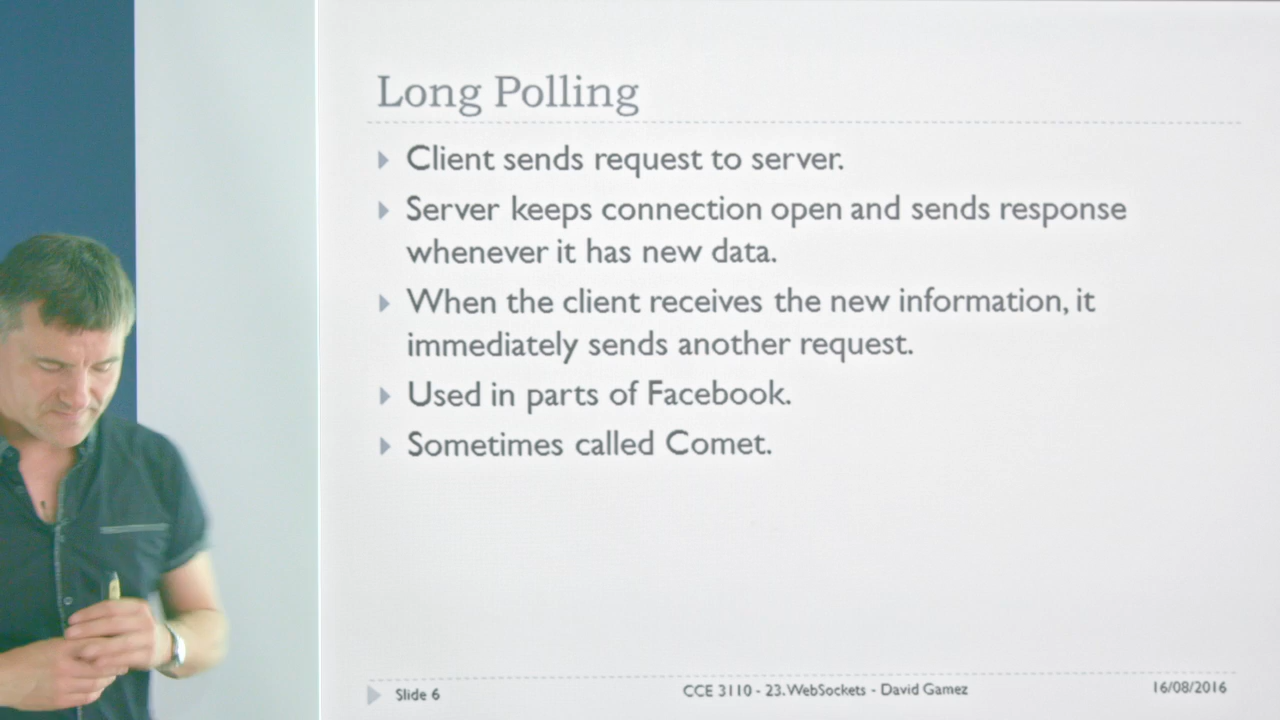 Long Polling
Client sends request to server.
Server keeps connection open and sends response
whenever it has new data.
When the client receives the new information, it
immediately sends another request.
Used in parts of Facebook.
Sometimes called Comet.
Slide 6
CCE 3110 - 23. WebSockets - David Gamez
16/08/2016